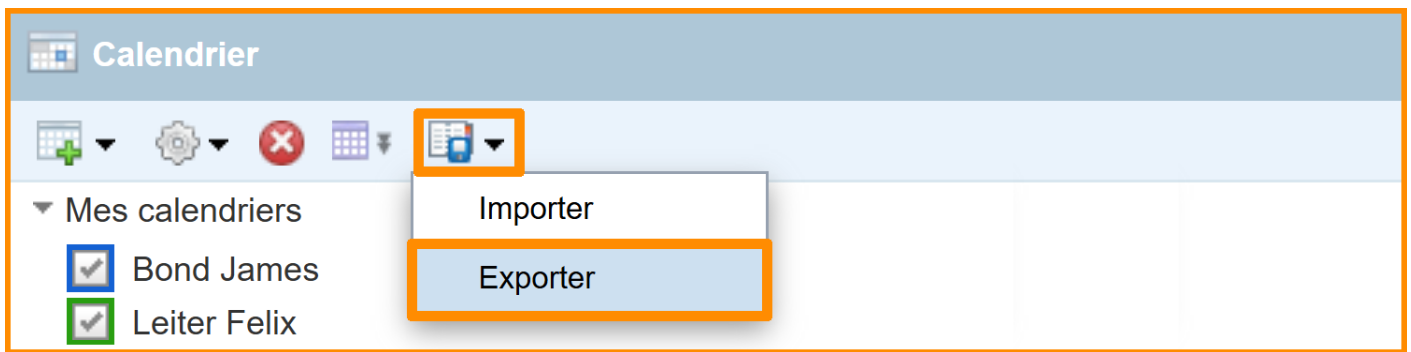 Calendrier
Mes calendriers
Bond James
Leiter Felix
Importer
Exporter